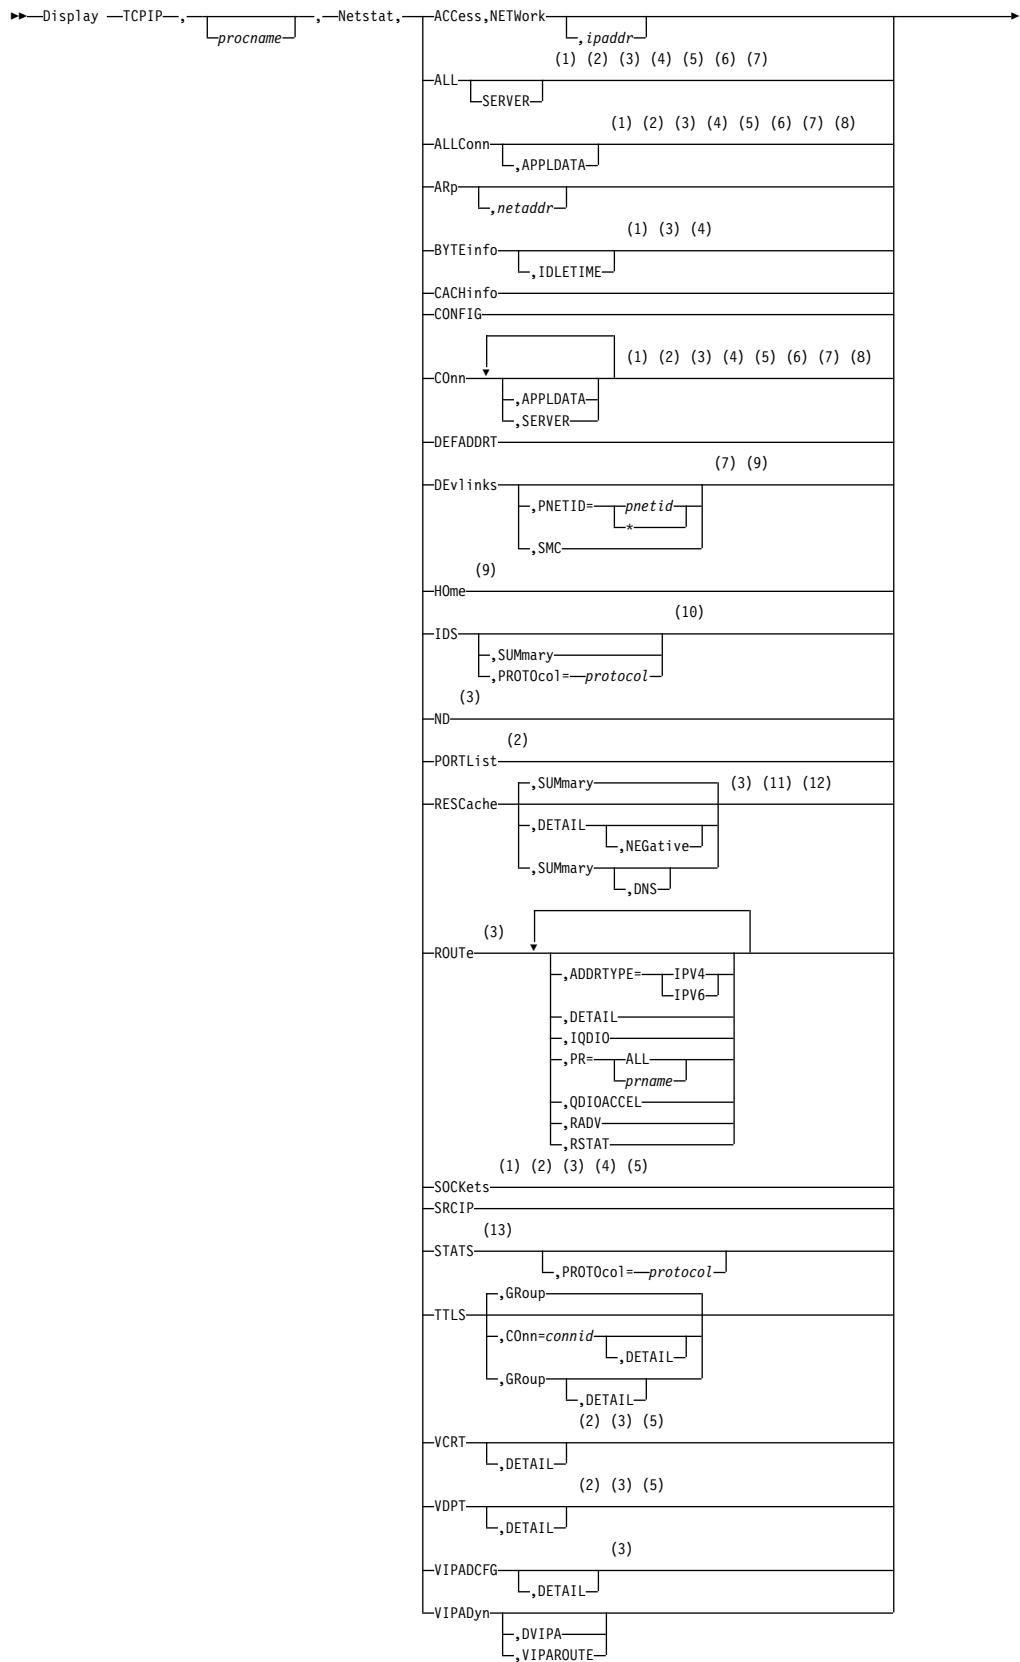 Display TCPIP , , Netstat, ACCess,NETWork
procname ,ipaddr
(1) (2) (3) (4) (5) (6) (7)
ALL
SERVER
(1) (2) (3) (4) (5) (6) (7) (8)
ALLConn
,APPLDATA
ARp
,netaddr
(1) (3) (4)
BYTEinfo
,IDLETIME
CACHinfo
CONFIG
(1) (2) (3) (4) (5) (6) (7) (8)
COnn
,APPLDATA
,SERVER
DEFADDRT
(7) (9)
DEvlinks
,PNETID= pnetid
*
,SMC
(9)
HOme
(10)
IDS
,SUMmary
,PROTOcol= protocol
(3)
ND
(2)
PORTList
,SUMmary (3) (11) (12)
RESCache
,DETAIL
,NEGative
,SUMmary
,DNS
(3)
ROUTe
,ADDRTYPE= IPV4
IPV6
,DETAIL
,IQDIO
,PR= ALL
prname
,QDIOACCEL
,RADV
,RSTAT
(1) (2) (3) (4) (5)
SOCKets
SRCIP
(13)
STATS
,PROTOcol= protocol
,GRoup
TTLS
,COnn=connid
,DETAIL
,GRoup
,DETAIL
(2) (3) (5)
VCRT
,DETAIL
(2) (3) (5)
VDPT
,DETAIL
(3)
VIPADCFG
,DETAIL
VIPADyn
,DVIPA
,VIPAROUTE